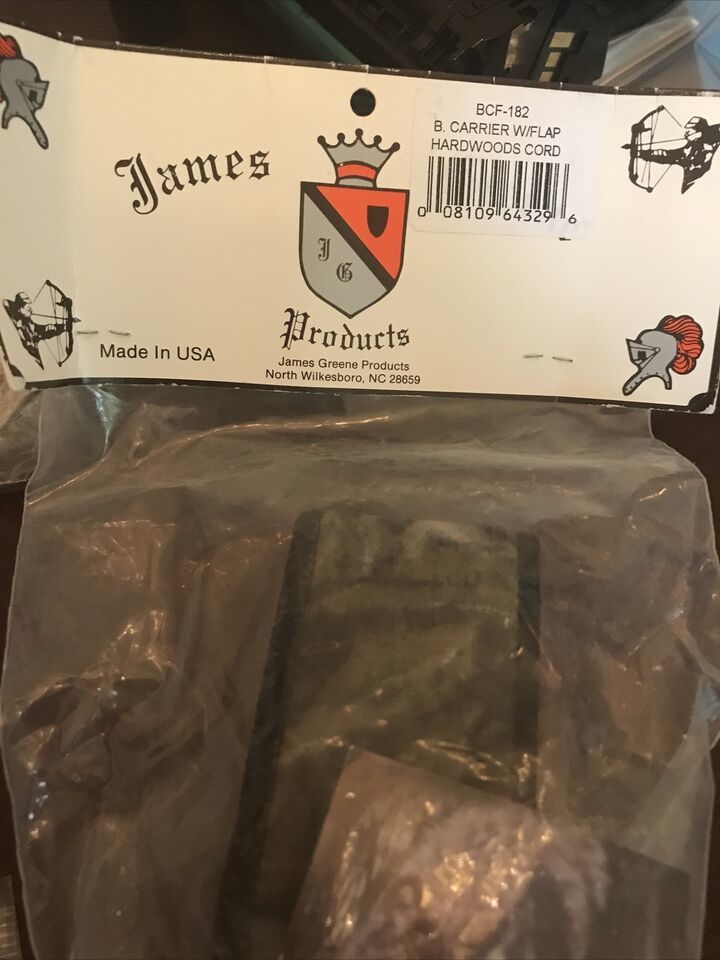 James
J G
Products
Made In USA
James Greene Products
North Wilkesboro, NC 28659
BCF-182
B. CARRIER W/FLAP
HARDWOODS CORD
0 08109 64329 6